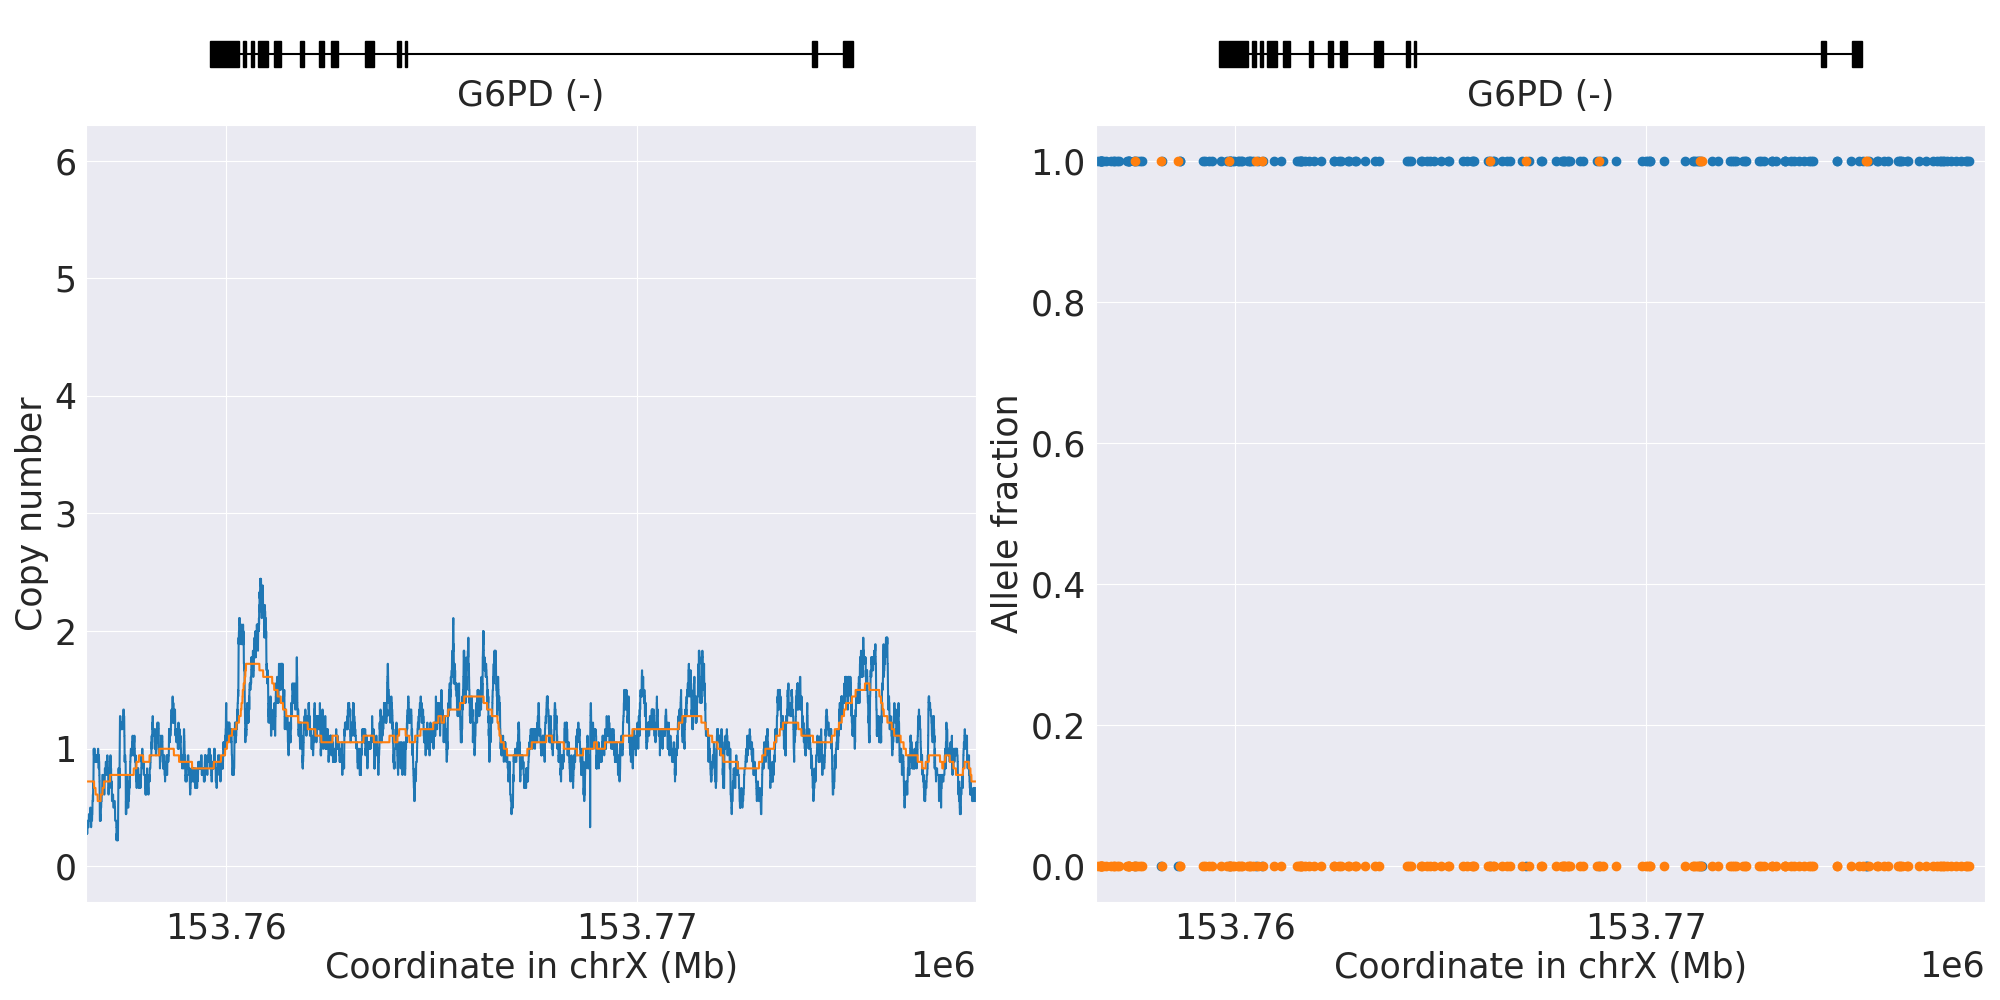 G6PD (-)
6
5
4
3
2
1
0
Copy number
153.76
153.77
Coordinate in chrX (Mb)
1e6
G6PD (-)
1.0
0.8
0.6
0.4
0.2
0.0
Allele fraction
153.76
153.77
Coordinate in chrX (Mb)
1e6